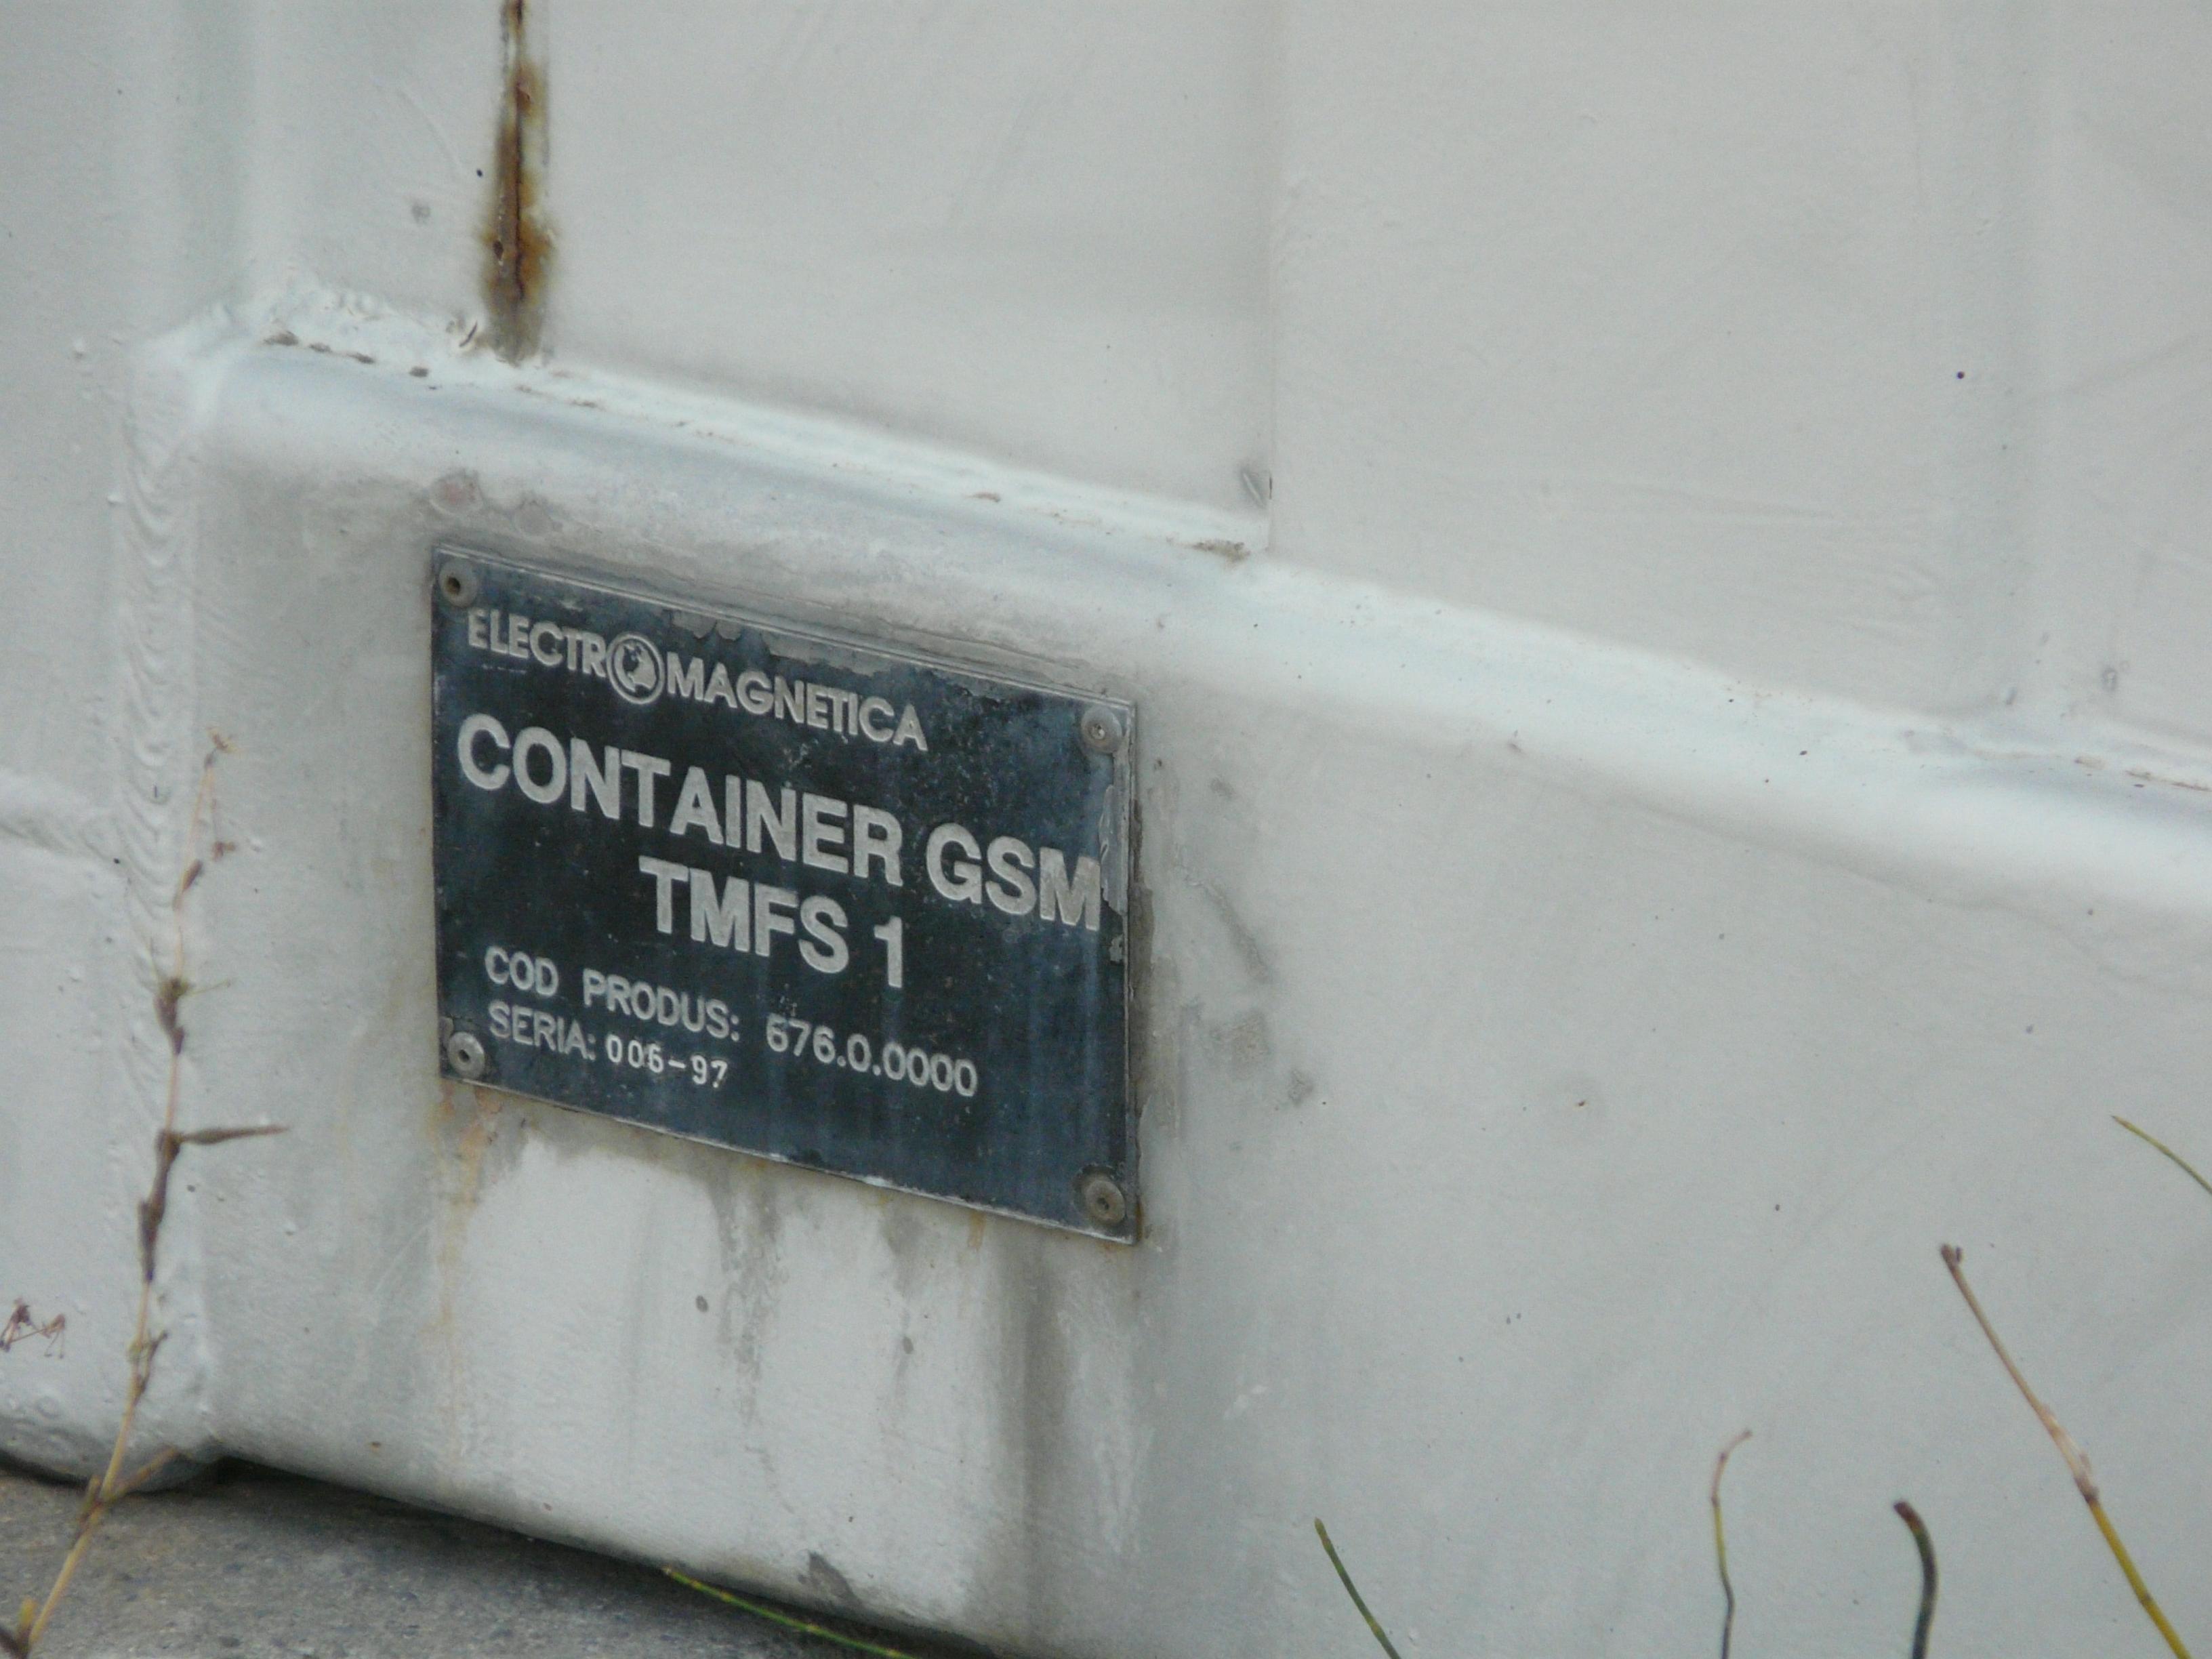 ELECTROMAGNETICA
CONTAINER GSM
TMFS 1
COD PRODUS: 676.0.0000
SERIA: 006-97